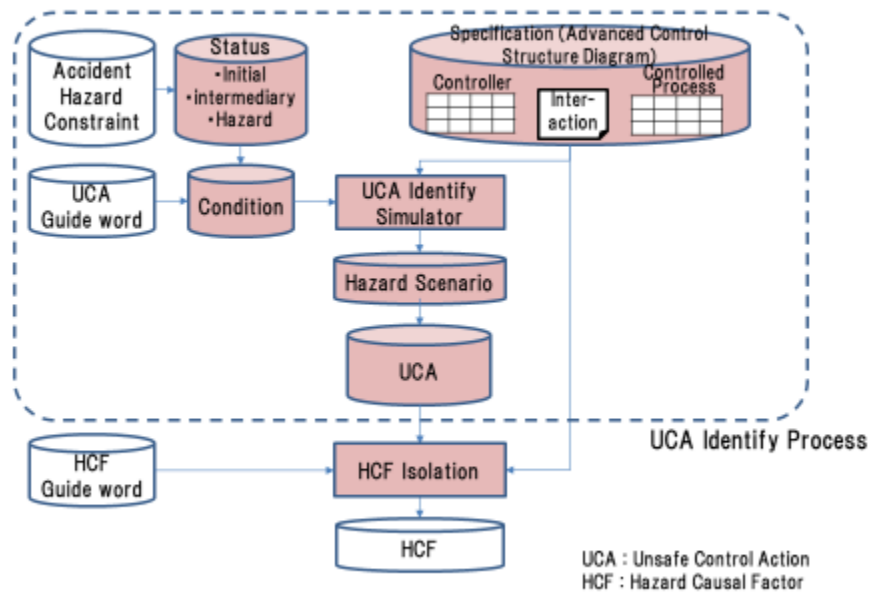 Accident
Hazard
Constraint
Status
・Initial
・intermediary
・Hazard
Specification (Advanced Control
Structure Diagram)
Controller
Inter-
action
Controlled
Process
UCA
Guide word
Condition
UCA Identify
Simulator
Hazard Scenario
UCA
UCA Identify Process
HCF
Guide word
HCF Isolation
HCF
UCA : Unsafe Control Action
HCF : Hazard Causal Factor